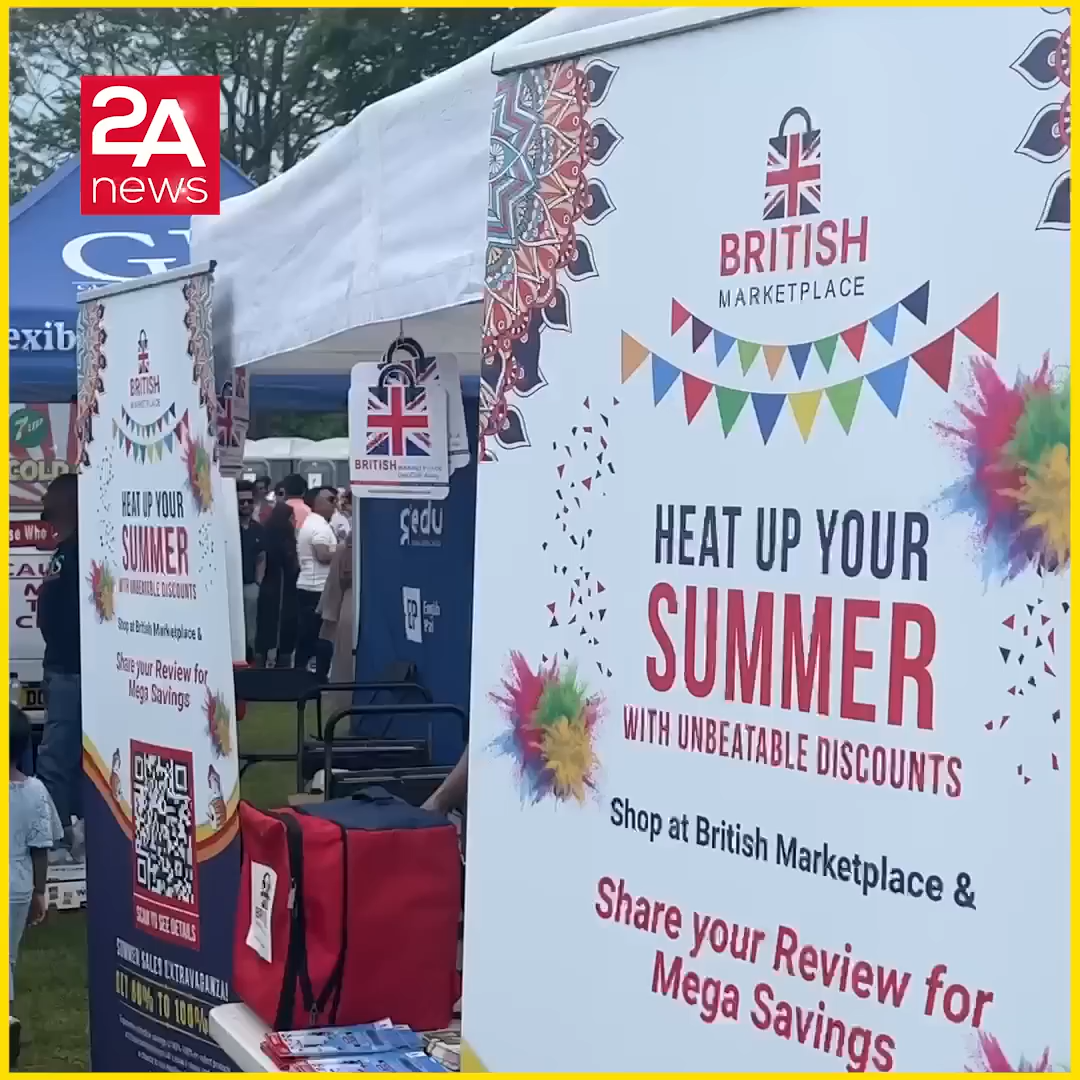 2A
news
exib
7UP
GOLD
BRITISH
MARKETPLACE
HEAT UP YOUR
SUMMER
WITH UNBEATABLE DISCOUNTS
Shop at British Marketplace &
Share your Review for
Mega Savings
SCAN TO SEE DETAILS
SUMMER SALES EXTRAVAGANZA!
BRITISH
edu
BRITISH
MARKETPLACE
HEAT UP YOUR
SUMMER
WITH UNBEATABLE DISCOUNTS
Shop at British Marketplace &
Share your Review for
Mega Savings